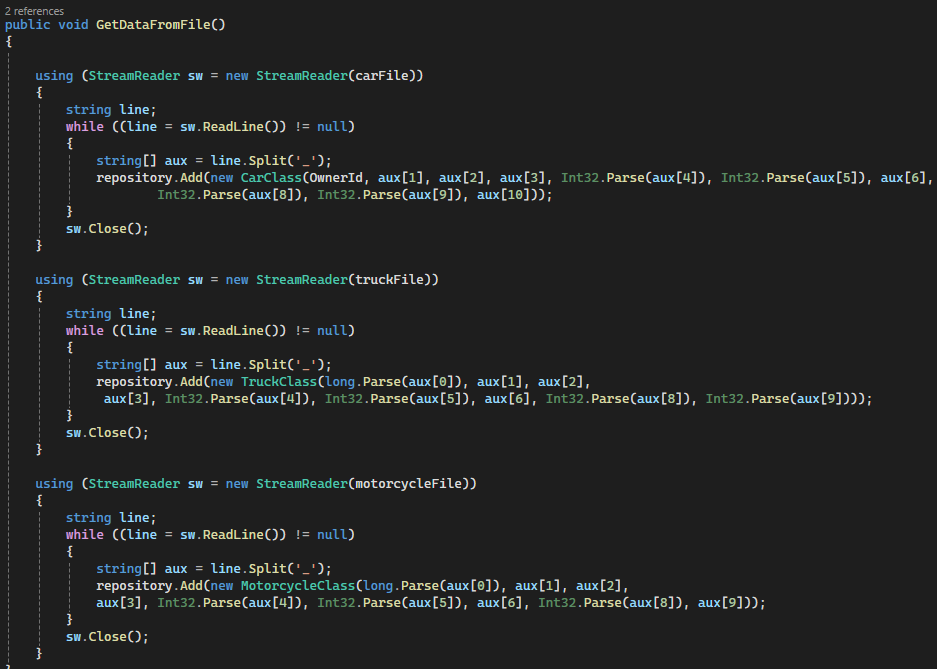 2 references
public void GetDataFromFile()
{
using (StreamReader sw = new StreamReader(carFile))
{
string line;
while ((line = sw.ReadLine()) != null)
{
string[] aux = line.Split('_');
repository.Add(new CarClass(OwnerId, aux[1], aux[2], aux[3], Int32.Parse(aux[4]), Int32.Parse(aux[5]), aux[6],
Int32.Parse(aux[8]), Int32.Parse(aux[9]), aux[10]));
}
sw.Close();
}
using (StreamReader sw = new StreamReader(truckFile))
{
string line;
while ((line = sw.ReadLine()) != null)
{
string[] aux = line.Split('_');
repository.Add(new TruckClass(long.Parse(aux[0]), aux[1], aux[2],
aux[3], Int32.Parse(aux[4]), Int32.Parse(aux[5]), aux[6], Int32.Parse(aux[8]), Int32.Parse(aux[9])));
}
sw.Close();
}
using (StreamReader sw = new StreamReader(motorcycleFile))
{
string line;
while ((line = sw.ReadLine()) != null)
{
string[] aux = line.Split('_');
repository.Add(new MotorcycleClass(long.Parse(aux[0]), aux[1], aux[2],
aux[3], Int32.Parse(aux[4]), Int32.Parse(aux[5]), aux[6], Int32.Parse(aux[8]), aux[9]));
}
sw.Close();
}
}